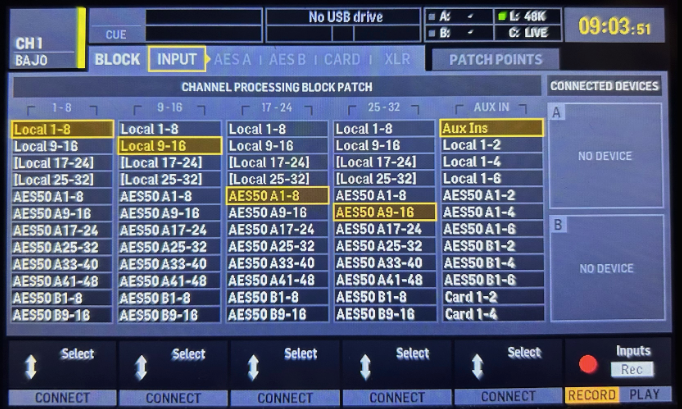 CH 1
BAJO
CUE
No USB drive
A: -
B: -
L: 48K
C: LIVE
09:03:51
BLOCK
INPUT
AES A
AES B
CARD
XLR
PATCH POINTS
CHANNEL PROCESSING BLOCK PATCH
CONNECTED DEVICES
1-8
9-16
17-24
25-32
AUX IN
Local 1-8
Local 9-16
[Local 17-24]
[Local 25-32]
AES50 A1-8
AES50 A9-16
AES50 A17-24
AES50 A25-32
AES50 A33-40
AES50 A41-48
AES50 B1-8
AES50 B9-16
Local 1-8
Local 9-16
[Local 17-24]
[Local 25-32]
AES50 A1-8
AES50 A9-16
AES50 A17-24
AES50 A25-32
AES50 A33-40
AES50 A41-48
AES50 B1-8
AES50 B9-16
Local 1-8
Local 9-16
[Local 17-24]
[Local 25-32]
AES50 A1-8
AES50 A9-16
AES50 A17-24
AES50 A25-32
AES50 A33-40
AES50 A41-48
AES50 B1-8
AES50 B9-16
Local 1-8
Local 9-16
[Local 17-24]
[Local 25-32]
AES50 A1-8
AES50 A9-16
AES50 A17-24
AES50 A25-32
AES50 A33-40
AES50 A41-48
AES50 B1-8
AES50 B9-16
Aux Ins
Local 1-2
Local 1-4
Local 1-6
AES50 A1-2
AES50 A1-4
AES50 A1-6
AES50 B1-2
AES50 B1-4
AES50 B1-6
Card 1-2
Card 1-4
A
NO DEVICE
B
NO DEVICE
Select
CONNECT
Select
CONNECT
Select
CONNECT
Select
CONNECT
Select
CONNECT
Inputs
Rec
RECORD
PLAY